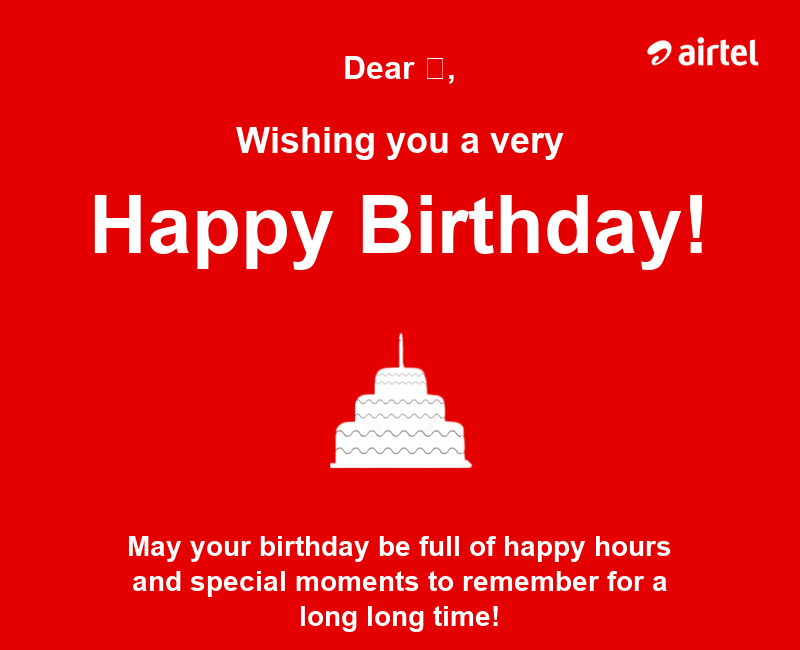 airtel
Dear ,
Wishing you a very
Happy Birthday!
May your birthday be full of happy hours
and special moments to remember for a
long long time!